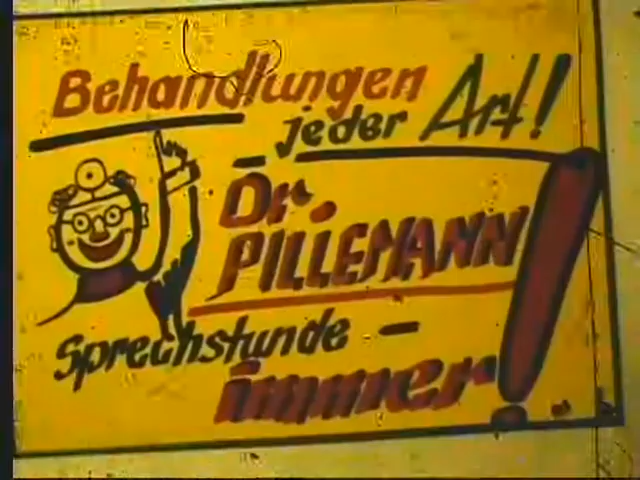 Behandlungen
jeder Art!
Dr.
PILLEMANN!
Sprechstunde –
immer